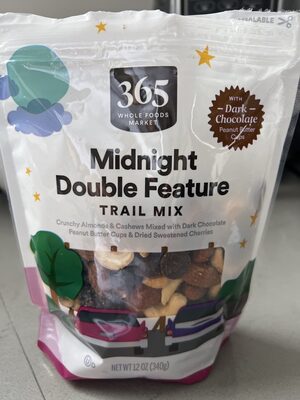 365
WHOLE FOODS
MARKET
WITH
Dark
Chocolate
Peanut Butter
Cups
Midnight
Double Feature
TRAIL MIX
Crunchy Almonds & Cashews Mixed with Dark Chocolate
Peanut Butter Cups & Dried Sweetened Cherries
NET WT 12 OZ (340g)